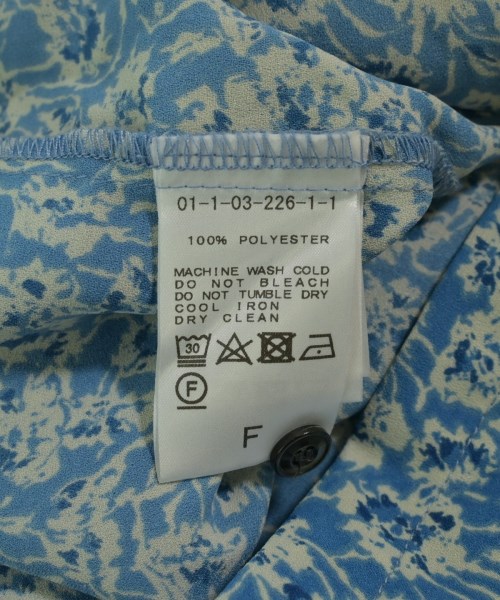 01-1-03-226-1-1
100% POLYESTER
MACHINE WASH COLD
DO NOT BLEACH
DO NOT TUMBLE DRY
COOL IRON
DRY CLEAN
30
F
F